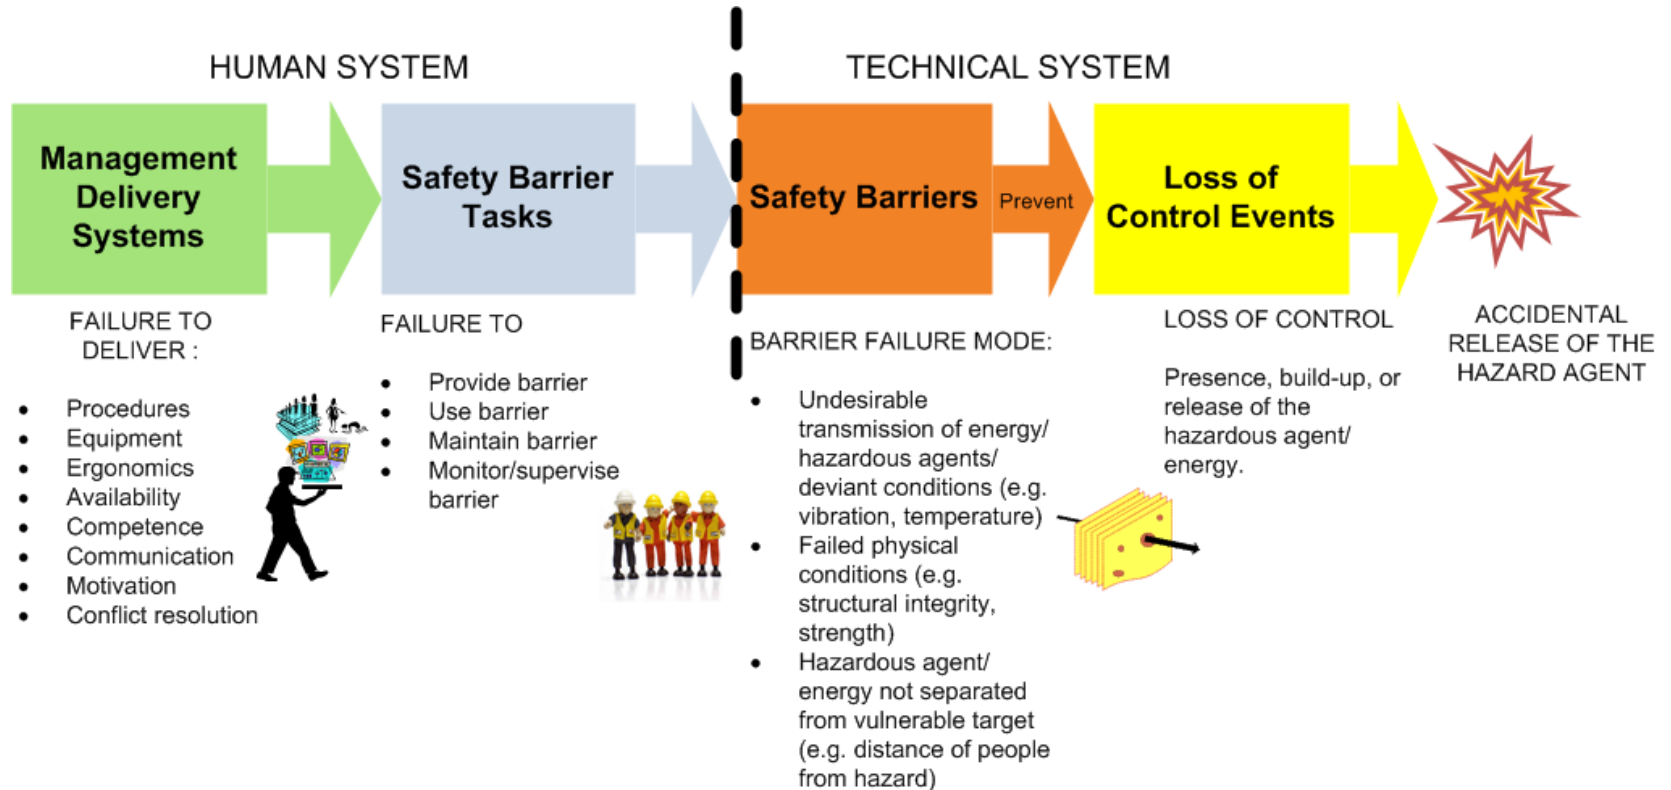 HUMAN SYSTEM
TECHNICAL SYSTEM
Management
Delivery
Systems
Safety Barrier
Tasks
Safety Barriers
Prevent
Loss of
Control Events
FAILURE TO
DELIVER :
• Procedures
• Equipment
• Ergonomics
• Availability
• Competence
• Communication
• Motivation
• Conflict resolution
FAILURE TO
• Provide barrier
• Use barrier
• Maintain barrier
• Monitor/supervise
barrier
BARRIER FAILURE MODE:
• Undesirable
transmission of energy/
hazardous agents/
deviant conditions (e.g.
vibration, temperature)
• Failed physical
conditions (e.g.
structural integrity,
strength)
• Hazardous agent/
energy not separated
from vulnerable target
(e.g. distance of people
from hazard)
LOSS OF CONTROL
Presence, build-up, or
release of the
hazardous agent/
energy.
ACCIDENTAL
RELEASE OF THE
HAZARD AGENT